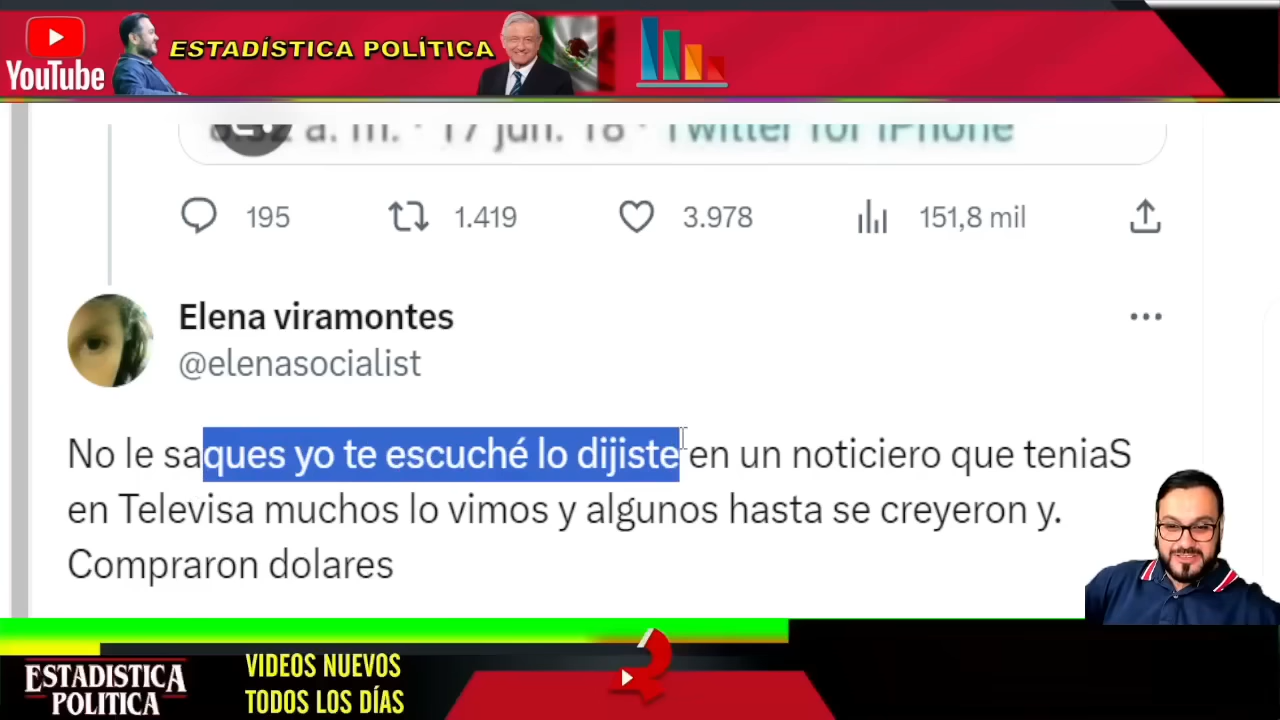 YouTube
ESTADÍSTICA POLÍTICA
a. m. · 17 jun. 18 · Twitter for iPhone
195 1.419 3.978 151,8 mil
Elena viramontes
@elenasocialist
No le saques yo te escuché lo dijiste en un noticiero que teniaS
en Televisa muchos lo vimos y algunos hasta se creyeron y.
Compraron dolares
ESTADISTICA
POLITICA
VIDEOS NUEVOS
TODOS LOS DÍAS